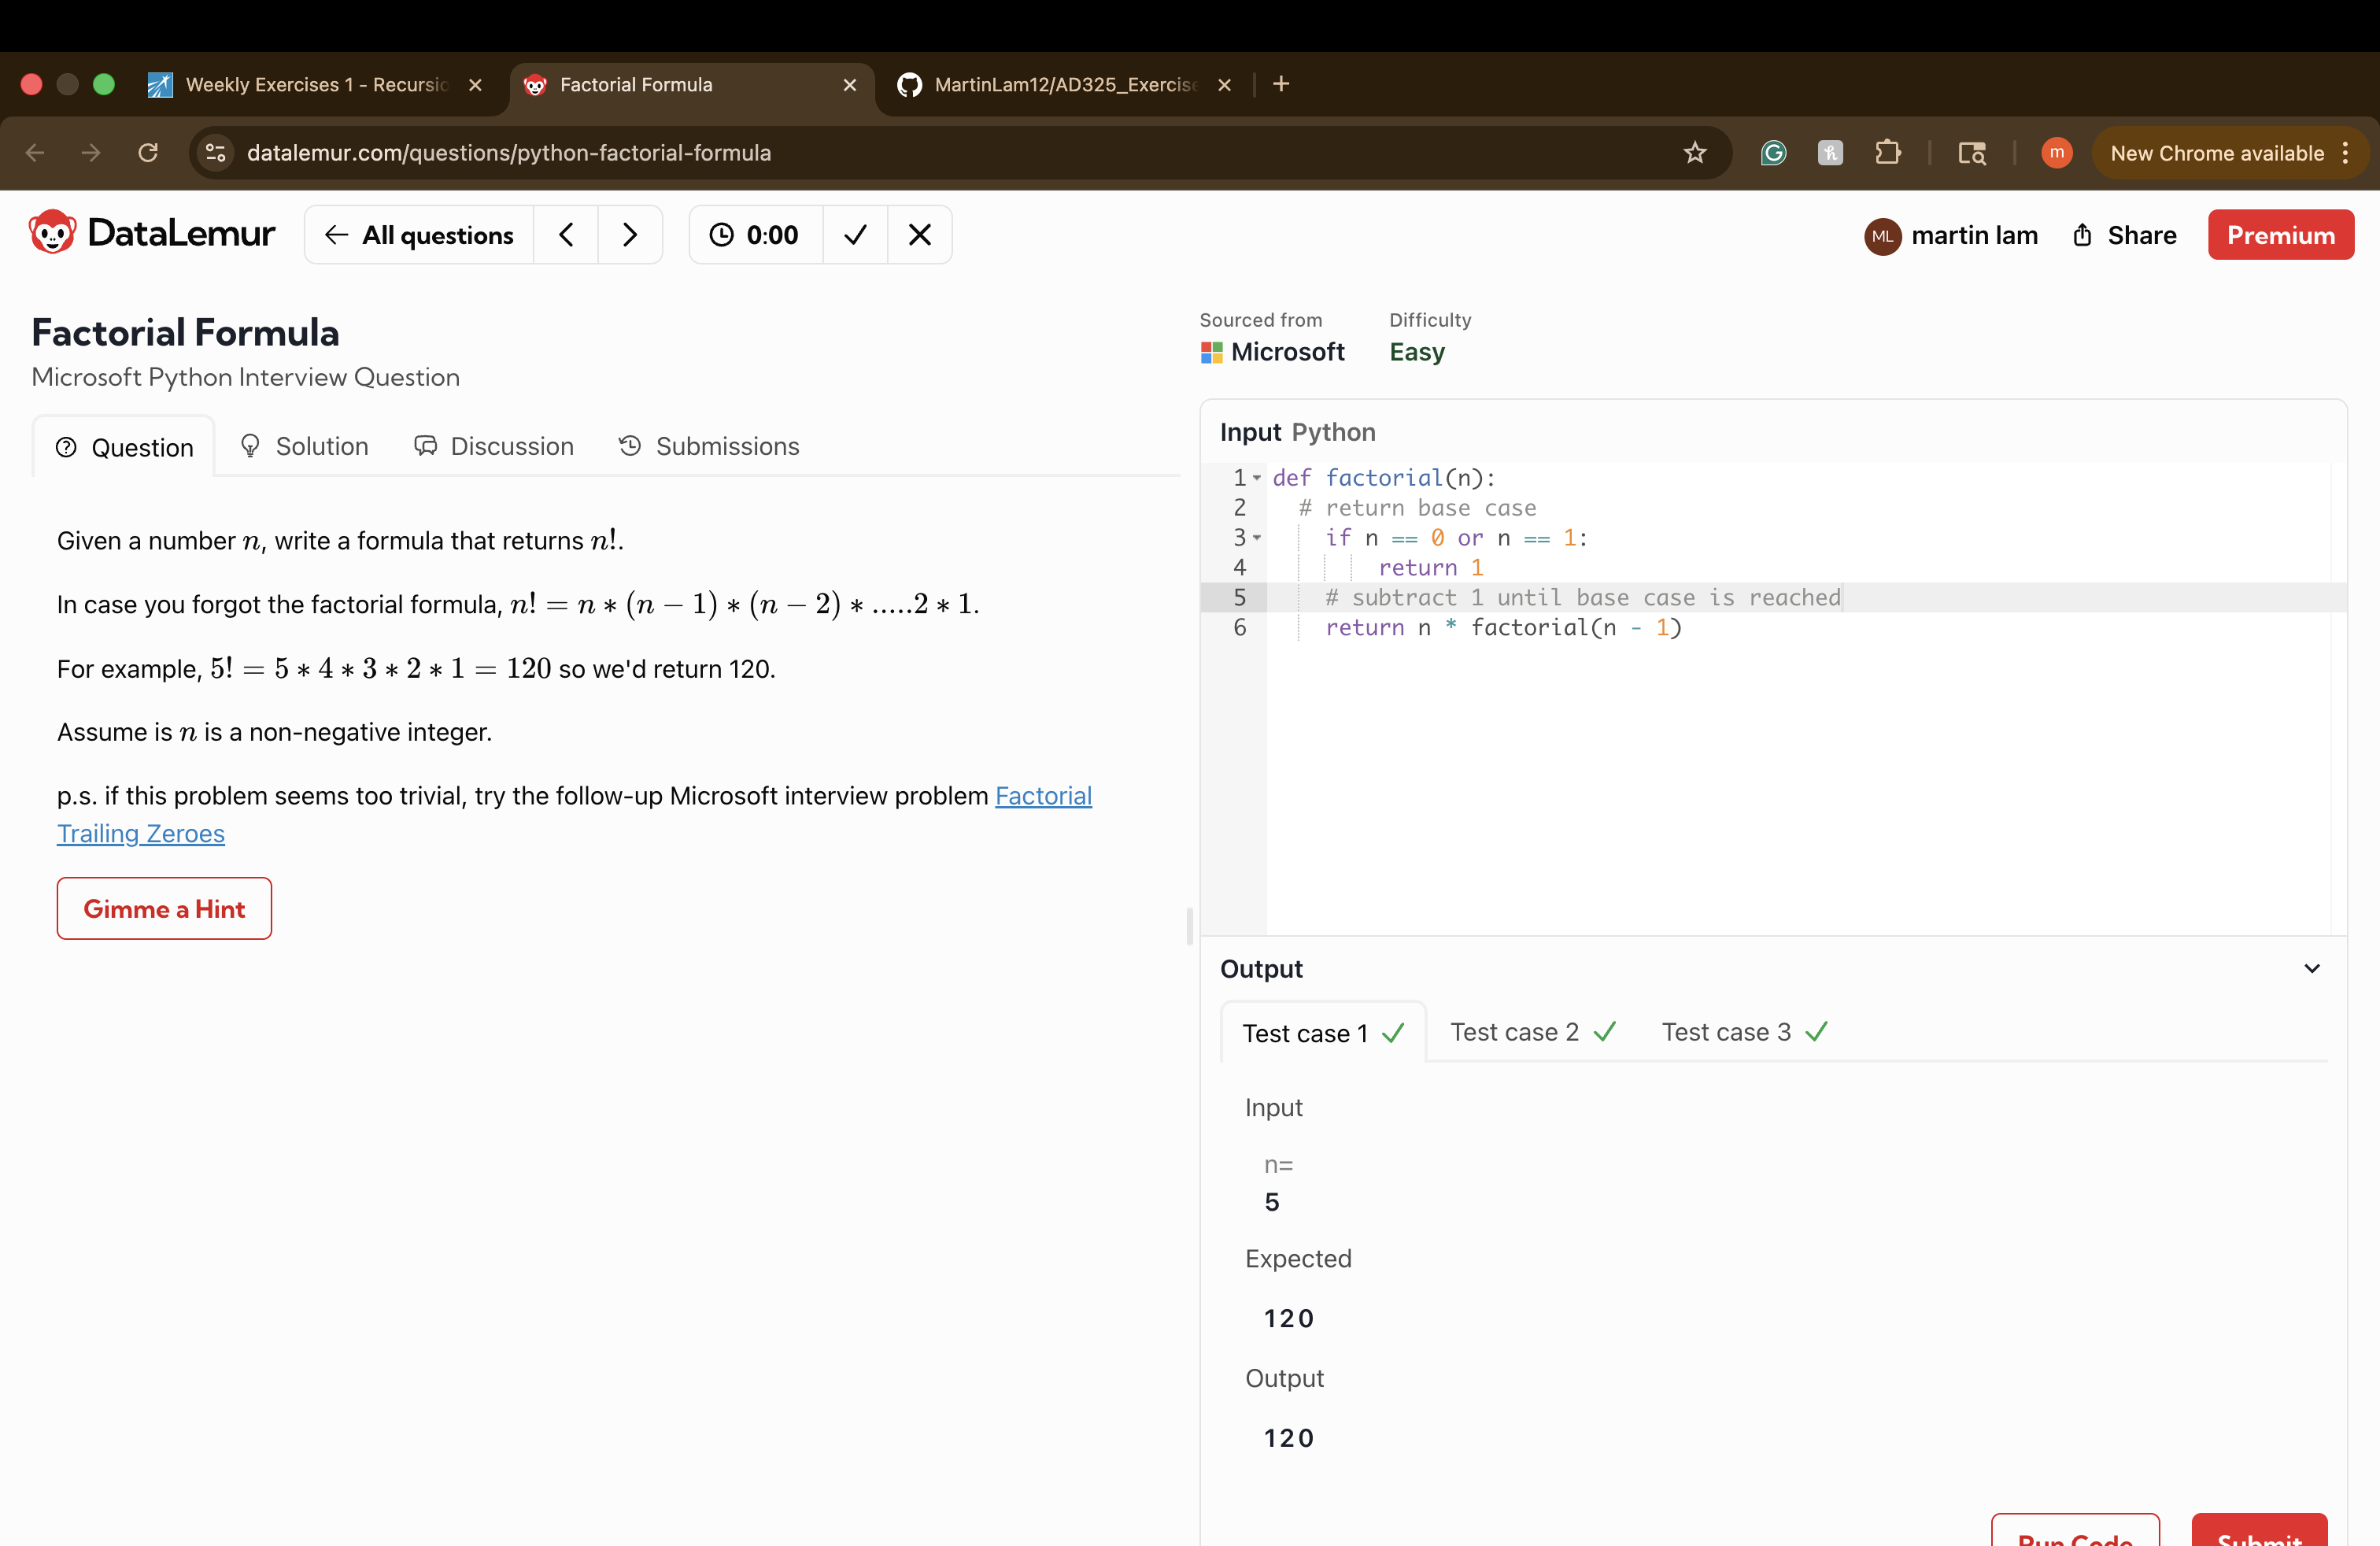 Weekly Exercises 1 - Recursio
Factorial Formula
MartinLam12/AD325_Exercise
datalemur.com/questions/python-factorial-formula
m
New Chrome available
DataLemur
All questions
0:00
ML
martin lam
Share
Premium
Factorial Formula
Microsoft Python Interview Question
Question
Solution
Discussion
Submissions
Given a number n, write a formula that returns n!.
In case you forgot the factorial formula, n! = n ∗ (n − 1) ∗ (n − 2) ∗ .....2 ∗ 1.
For example, 5! = 5 ∗ 4 ∗ 3 ∗ 2 ∗ 1 = 120 so we'd return 120.
Assume is n is a non-negative integer.
p.s. if this problem seems too trivial, try the follow-up Microsoft interview problem Factorial
Trailing Zeroes
Gimme a Hint
Sourced from
Microsoft
Difficulty
Easy
Input Python
1 def factorial(n):
2 # return base case
3 if n == 0 or n == 1:
4 return 1
5 # subtract 1 until base case is reached
6 return n * factorial(n - 1)
Output
Test case 1
Test case 2
Test case 3
Input
n=
5
Expected
120
Output
120
Run Code
Submit